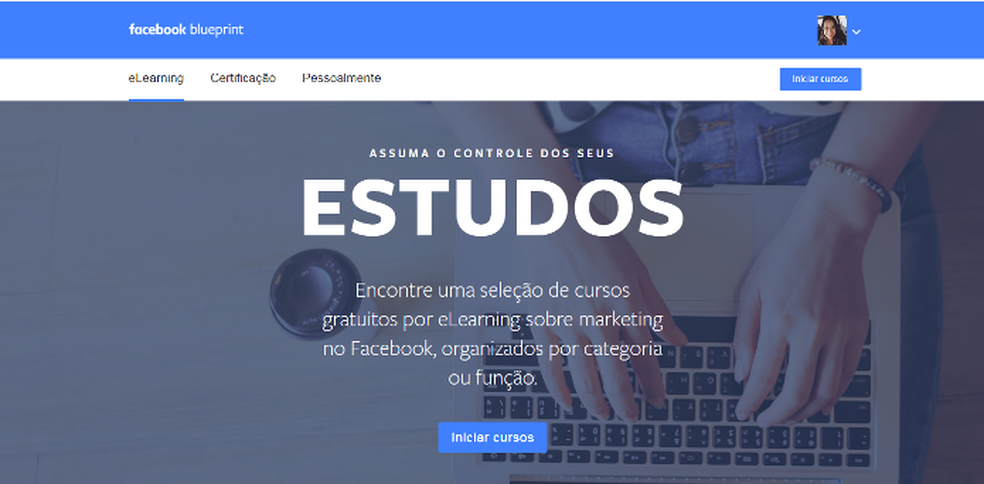 facebook blueprint
eLearning Certificação Pessoalmente Iniciar cursos
ASSUMA O CONTROLE DOS SEUS
ESTUDOS
Encontre uma seleção de cursos
gratuitos por eLearning sobre marketing
no Facebook, organizados por categoria
ou função.
Iniciar cursos